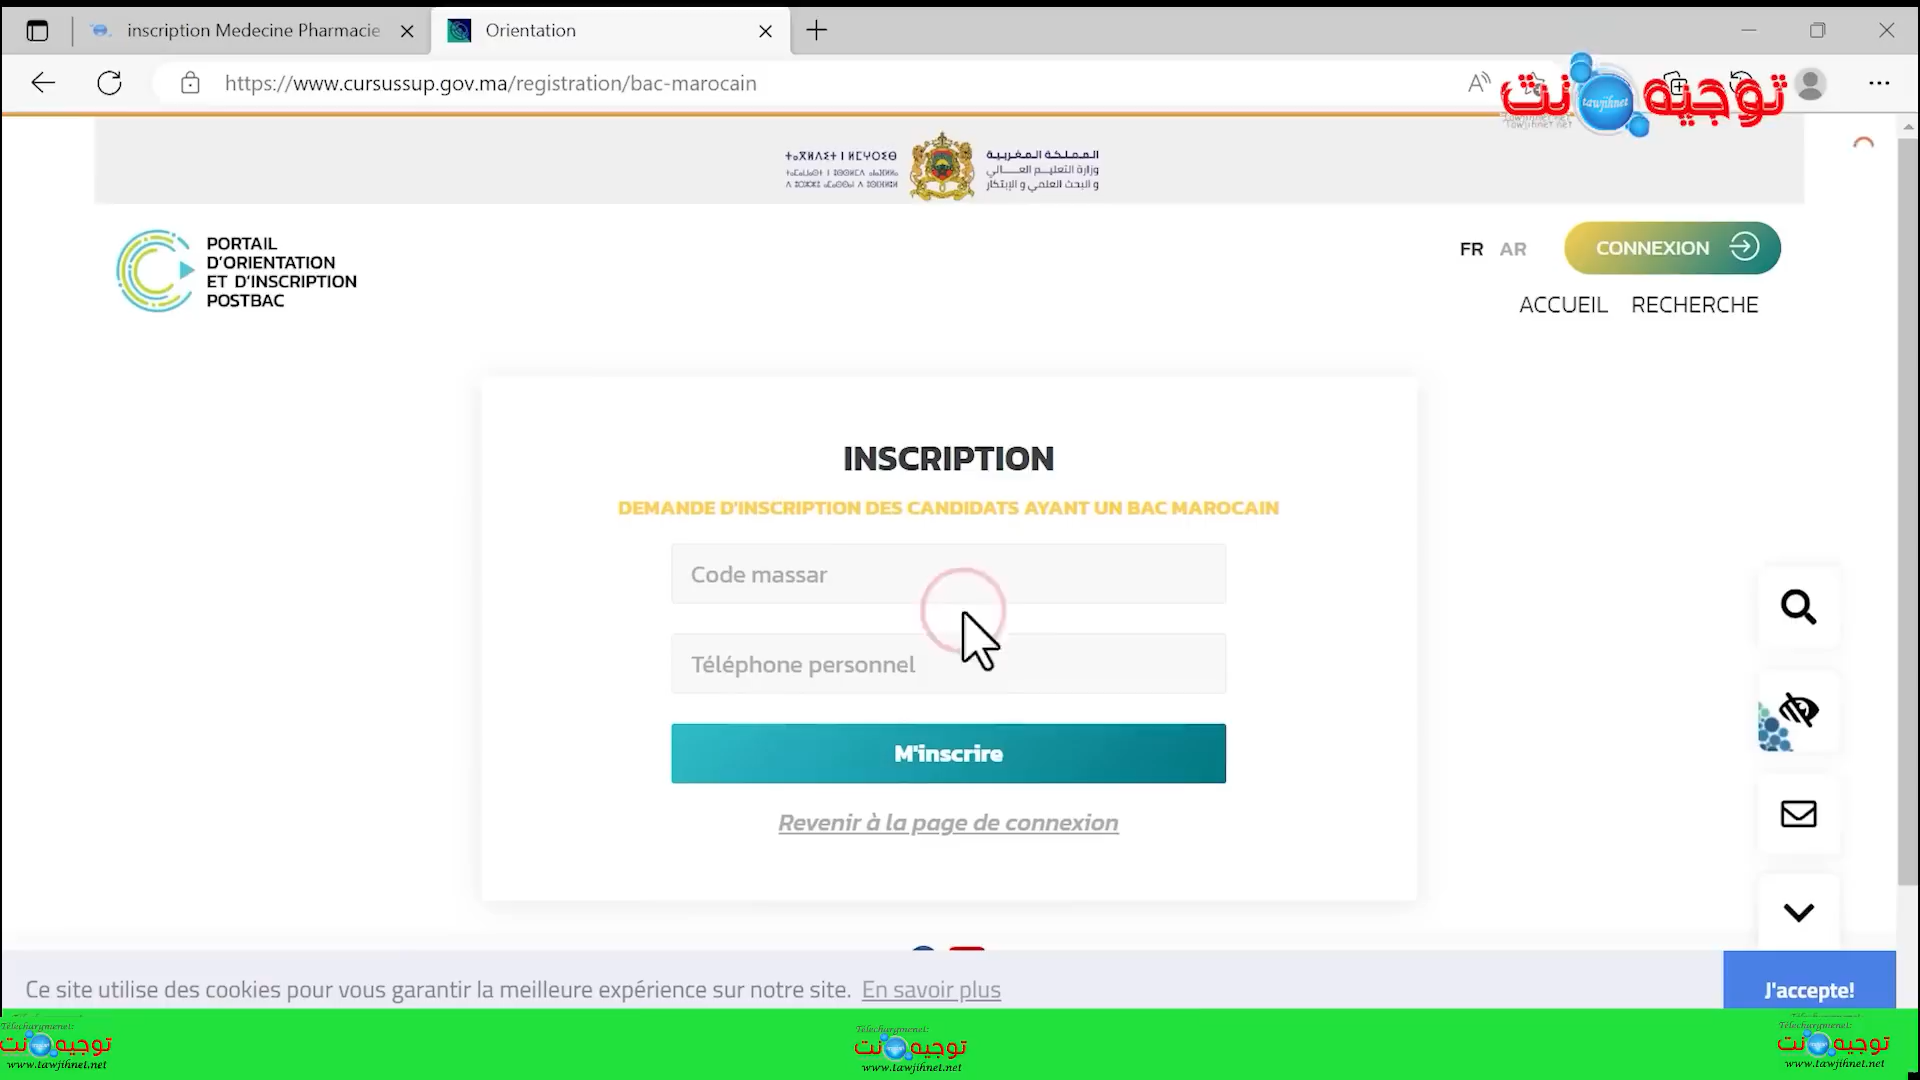 inscription Medecine Pharmacie
Orientation
https://www.cursussup.gov.ma/registration/bac-marocain
توجيه نت
tawjihnet
ⵜⴰⴳⵍⴷⵉⵜ ⵏ ⵍⵎⵖⵔⵉⴱ
المملكة المغربية
وزارة التعليم العالي
و البحث العلمي و الإبتكار
PORTAIL
D'ORIENTATION
ET D'INSCRIPTION
POSTBAC
FR AR
CONNEXION
ACCUEIL RECHERCHE
INSCRIPTION
DEMANDE D'INSCRIPTION DES CANDIDATS AYANT UN BAC MAROCAIN
Code massar
Téléphone personnel
M'inscrire
Revenir à la page de connexion
Ce site utilise des cookies pour vous garantir la meilleure expérience sur notre site. En savoir plus
J'accepte!
توجيه نت
www.tawjihnet.net
توجيه نت
www.tawjihnet.net
توجيه نت
www.tawjihnet.net